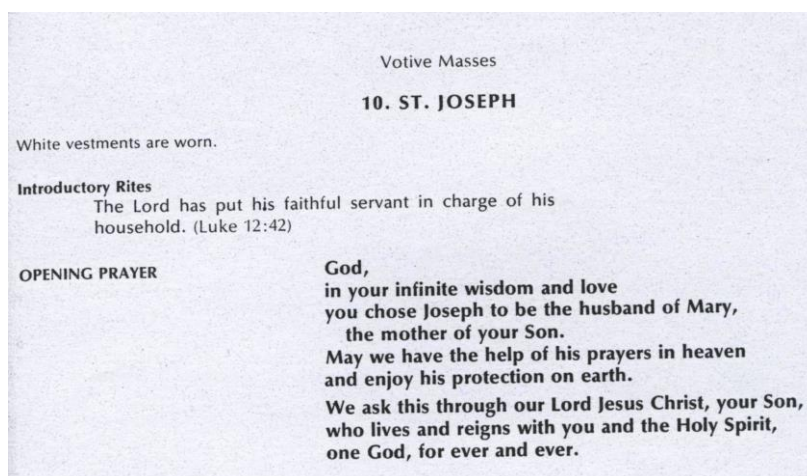 Votive Masses
10. ST. JOSEPH
White vestments are worn.
Introductory Rites
The Lord has put his faithful servant in charge of his
household. (Luke 12:42)
OPENING PRAYER
God,
in your infinite wisdom and love
you chose Joseph to be the husband of Mary,
the mother of your Son.
May we have the help of his prayers in heaven
and enjoy his protection on earth.
We ask this through our Lord Jesus Christ, your Son,
who lives and reigns with you and the Holy Spirit,
one God, for ever and ever.